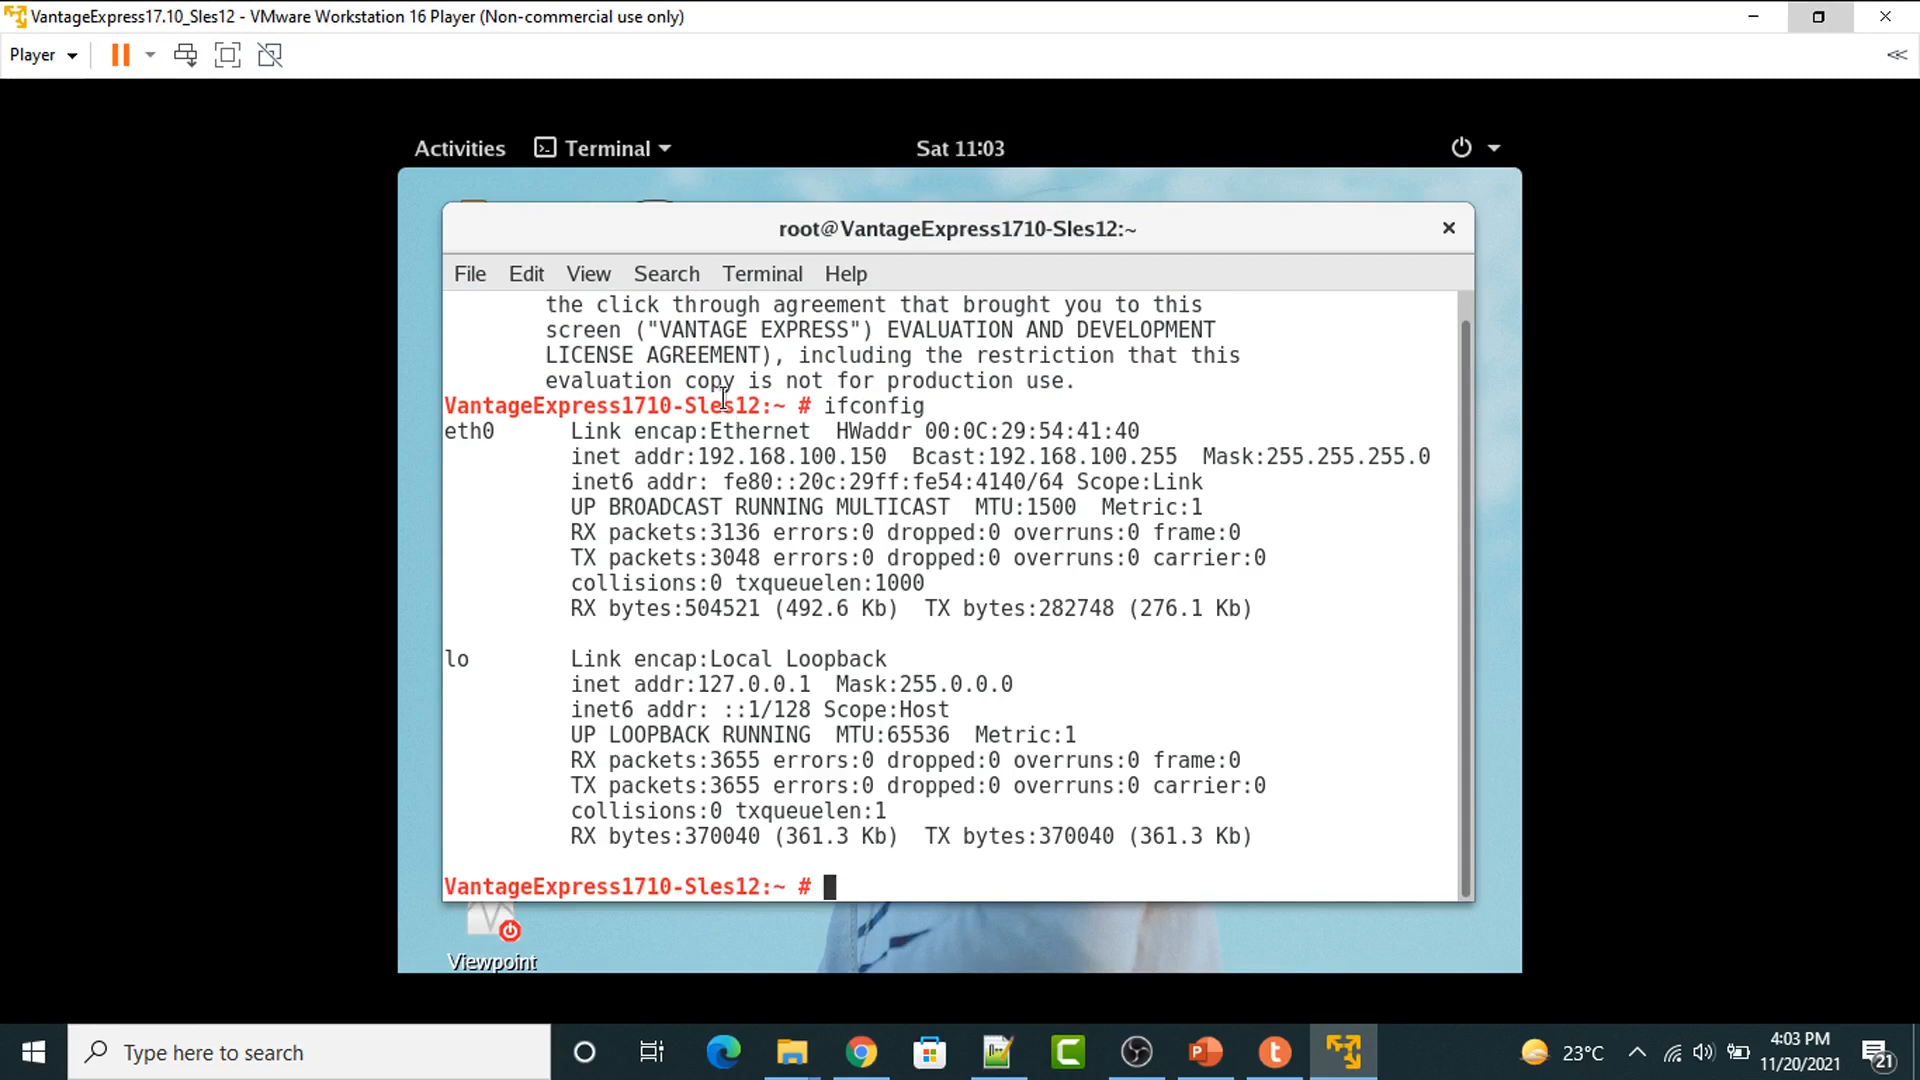 VantageExpress17.10_Sles12 - VMware Workstation 16 Player (Non-commercial use only)
Player
Activities Terminal Sat 11:03
root@VantageExpress1710-Sles12:~
File Edit View Search Terminal Help
the click through agreement that brought you to this
screen ("VANTAGE EXPRESS") EVALUATION AND DEVELOPMENT
LICENSE AGREEMENT), including the restriction that this
evaluation copy is not for production use.
VantageExpress1710-Sles12:~ # ifconfig
eth0 Link encap:Ethernet HWaddr 00:0C:29:54:41:40
inet addr:192.168.100.150 Bcast:192.168.100.255 Mask:255.255.255.0
inet6 addr: fe80::20c:29ff:fe54:4140/64 Scope:Link
UP BROADCAST RUNNING MULTICAST MTU:1500 Metric:1
RX packets:3136 errors:0 dropped:0 overruns:0 frame:0
TX packets:3048 errors:0 dropped:0 overruns:0 carrier:0
collisions:0 txqueuelen:1000
RX bytes:504521 (492.6 Kb) TX bytes:282748 (276.1 Kb)
lo Link encap:Local Loopback
inet addr:127.0.0.1 Mask:255.0.0.0
inet6 addr: ::1/128 Scope:Host
UP LOOPBACK RUNNING MTU:65536 Metric:1
RX packets:3655 errors:0 dropped:0 overruns:0 frame:0
TX packets:3655 errors:0 dropped:0 overruns:0 carrier:0
collisions:0 txqueuelen:1
RX bytes:370040 (361.3 Kb) TX bytes:370040 (361.3 Kb)
VantageExpress1710-Sles12:~ #
Viewpoint
Type here to search
23°C
4:03 PM
11/20/2021
21